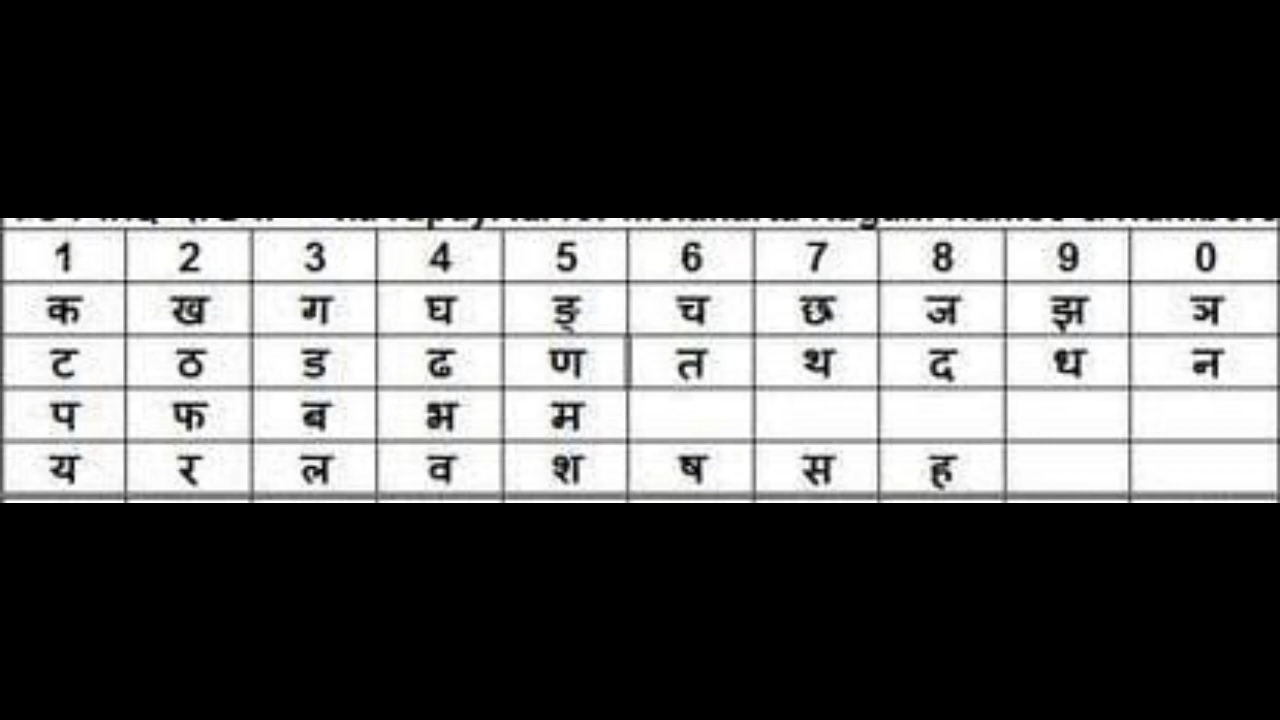 1 2 3 4 5 6 7 8 9 0
क ख ग घ ङ् च छ ज झ ञ
ट ठ ड ढ ण त थ द ध न
प फ ब भ म
य र ल व श ष स ह